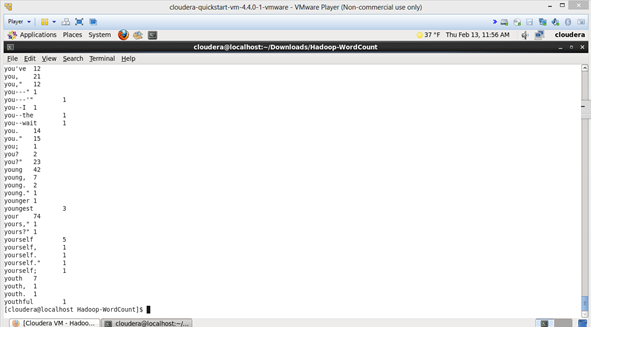 cloudera-quickstart-vm-4.4.0-1-vmware - VMware Player (Non-commercial use only)
Player
Applications Places System 37 °F Thu Feb 13, 11:56 AM cloudera
cloudera@localhost:~/Downloads/Hadoop-WordCount
File Edit View Search Terminal Help
you've 12
you, 21
you," 12
you---" 1
you---'" 1
you--I 1
you--the 1
you--wait 1
you. 14
you." 15
you; 1
you? 2
you?" 23
young 42
young, 7
young. 2
young." 1
younger 1
youngest 3
your 74
yours," 1
yours?" 1
yourself 5
yourself, 1
yourself. 1
yourself." 1
yourself; 1
youth 7
youth, 1
youth. 1
youthful 1
[cloudera@localhost Hadoop-WordCount]$
[Cloudera VM - Hadoo... cloudera@localhost:~/...